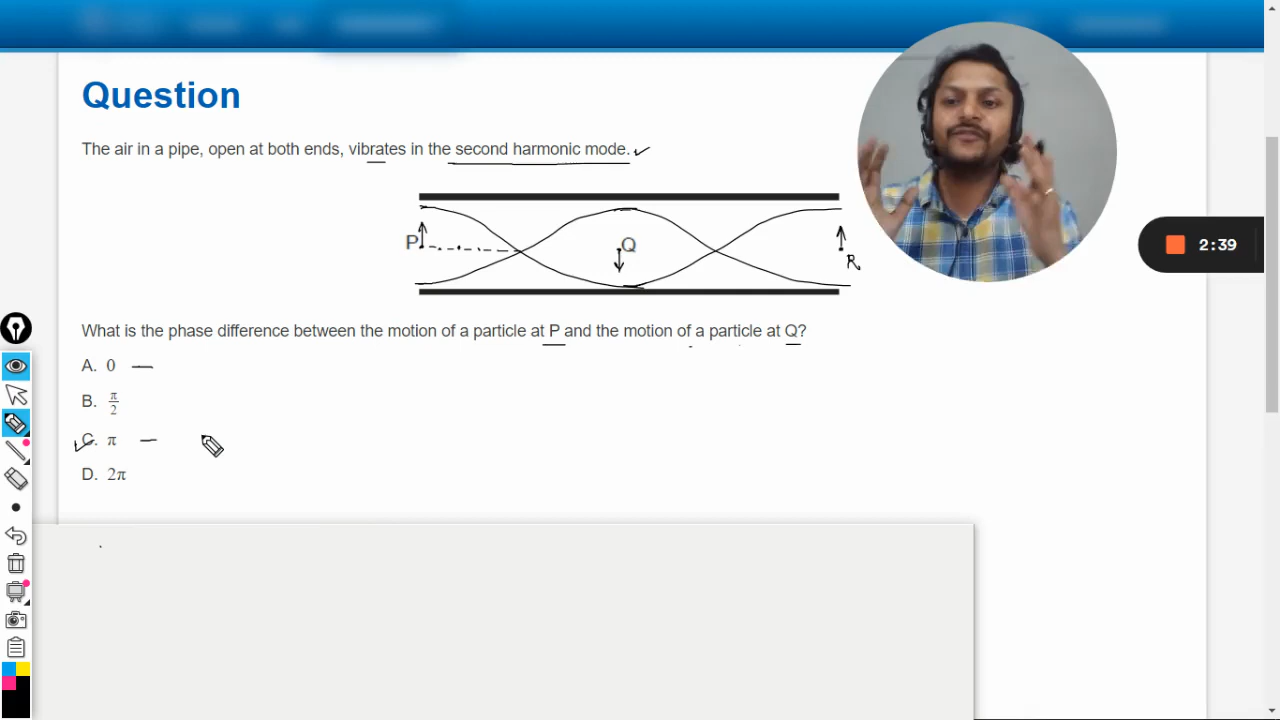 Question
The air in a pipe, open at both ends, vibrates in the second harmonic mode.
P
Q
R
2:39
What is the phase difference between the motion of a particle at P and the motion of a particle at Q?
A. 0
B. π/2
C. π
D. 2π